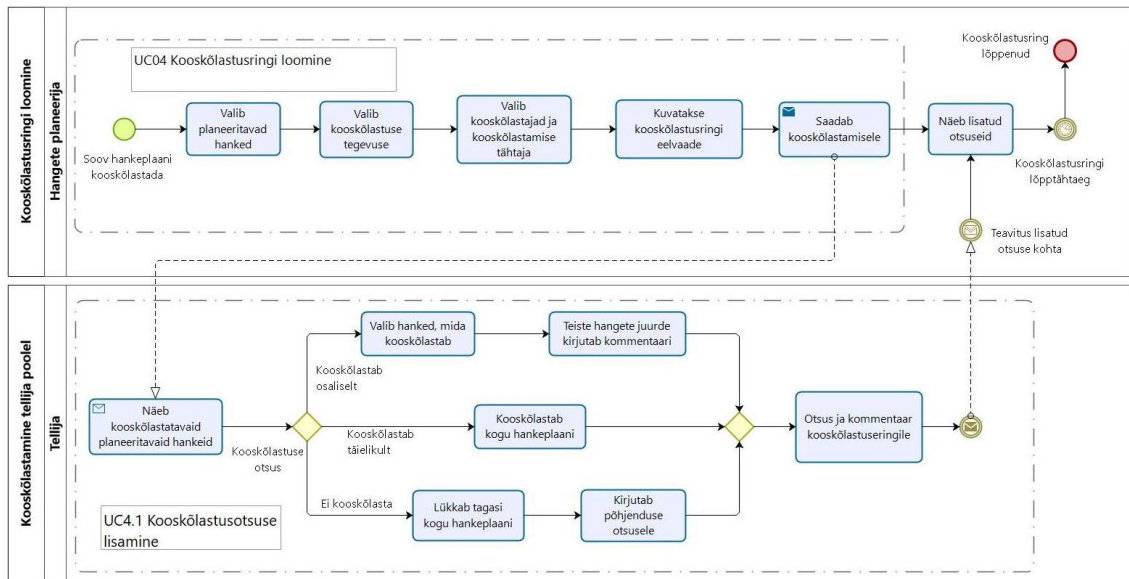 Kooskõlastusringi loomine
Hangete planeerija
UC04 Kooskõlastusringi loomine
Soov hankeplaani
kooskõlastada
Valib
planeeritavad
hanked
Valib
kooskõlastuse
tegevuse
Valib
kooskõlastajad ja
kooskõlastamise
tähtaja
Kuvatakse
kooskõlastusringi
eelvaade
Saadab
kooskõlastamisele
Näeb lisatud
otsuseid
Kooskõlastusring
lõppenud
Kooskõlastusringi
lõpptähtaeg
Teavitus lisatud
otsuse kohta
Kooskõlastamine tellija poolel
Tellija
Näeb
kooskõlastatavaid
planeeritavaid hankeid
Kooskõlastuse
otsus
Kooskõlastab
osaliselt
Valib hanked, mida
kooskõlastab
Teiste hangete juurde
kirjutab kommentaari
Kooskõlastab
täielikult
Kooskõlastab
kogu hankeplaani
Ei kooskõlasta
Lükkab tagasi
kogu hankeplaani
Kirjutab
põhjenduse
otsusele
Otsus ja kommentaar
kooskõlastuseringile
UC4.1 Kooskõlastusotsuse
lisamine